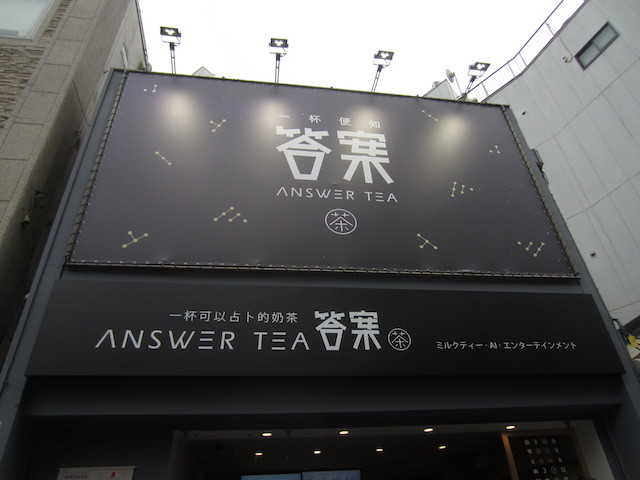 一杯便知
答案
ANSWER TEA
茶
一杯可以占卜的奶茶
ANSWER TEA 答案 茶
ミルクティー・AI・エンターテインメント